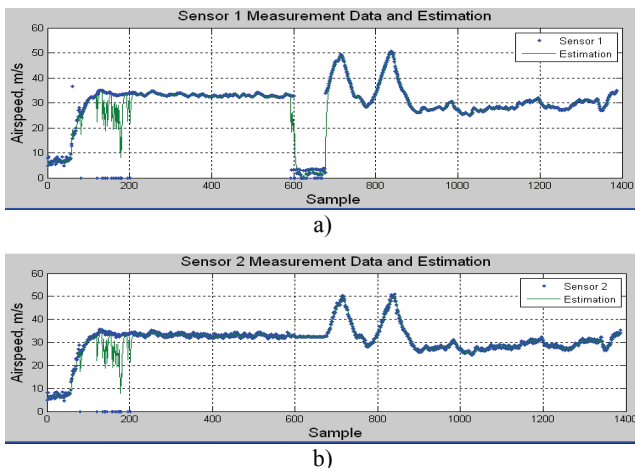 Sensor 1 Measurement Data and Estimation
60
50
40
30
20
10
0
Airspeed, m/s
Sensor 1
Estimation
0 200 400 600 800 1000 1200 1400
Sample
a)
Sensor 2 Measurement Data and Estimation
60
50
40
30
20
10
0
Airspeed, m/s
Sensor 2
Estimation
0 200 400 600 800 1000 1200 1400
Sample
b)